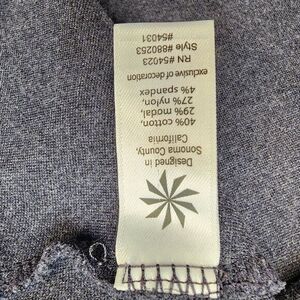 Designed in
Sonoma County,
California
40% cotton,
29% modal,
27% nylon,
4% spandex
exclusive of decoration
RN #54023
Style #880253
#54031